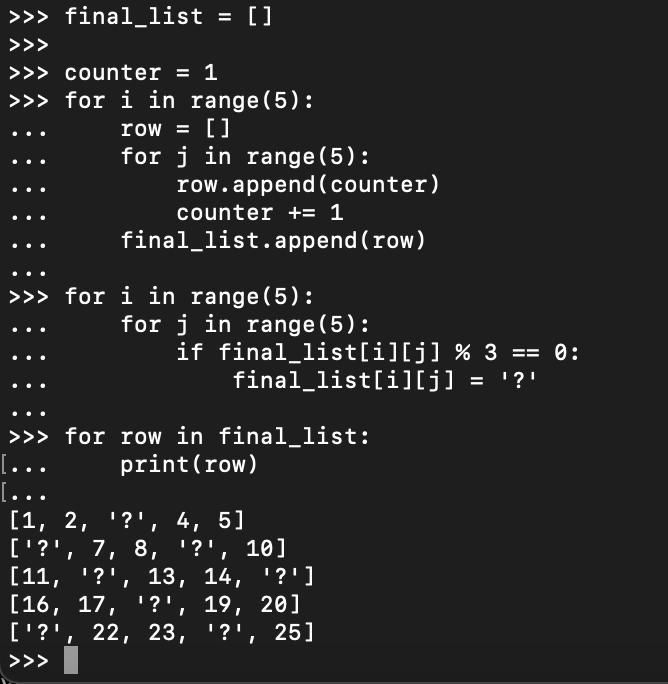 >>> final_list = []
>>>
>>> counter = 1
>>> for i in range(5):
...     row = []
...     for j in range(5):
...         row.append(counter)
...         counter += 1
...     final_list.append(row)
...
>>> for i in range(5):
...     for j in range(5):
...         if final_list[i][j] % 3 == 0:
...             final_list[i][j] = '?'
...
>>> for row in final_list:
[...     print(row)
[...
[1, 2, '?', 4, 5]
['?', 7, 8, '?', 10]
[11, '?', 13, 14, '?']
[16, 17, '?', 19, 20]
['?', 22, 23, '?', 25]
>>>